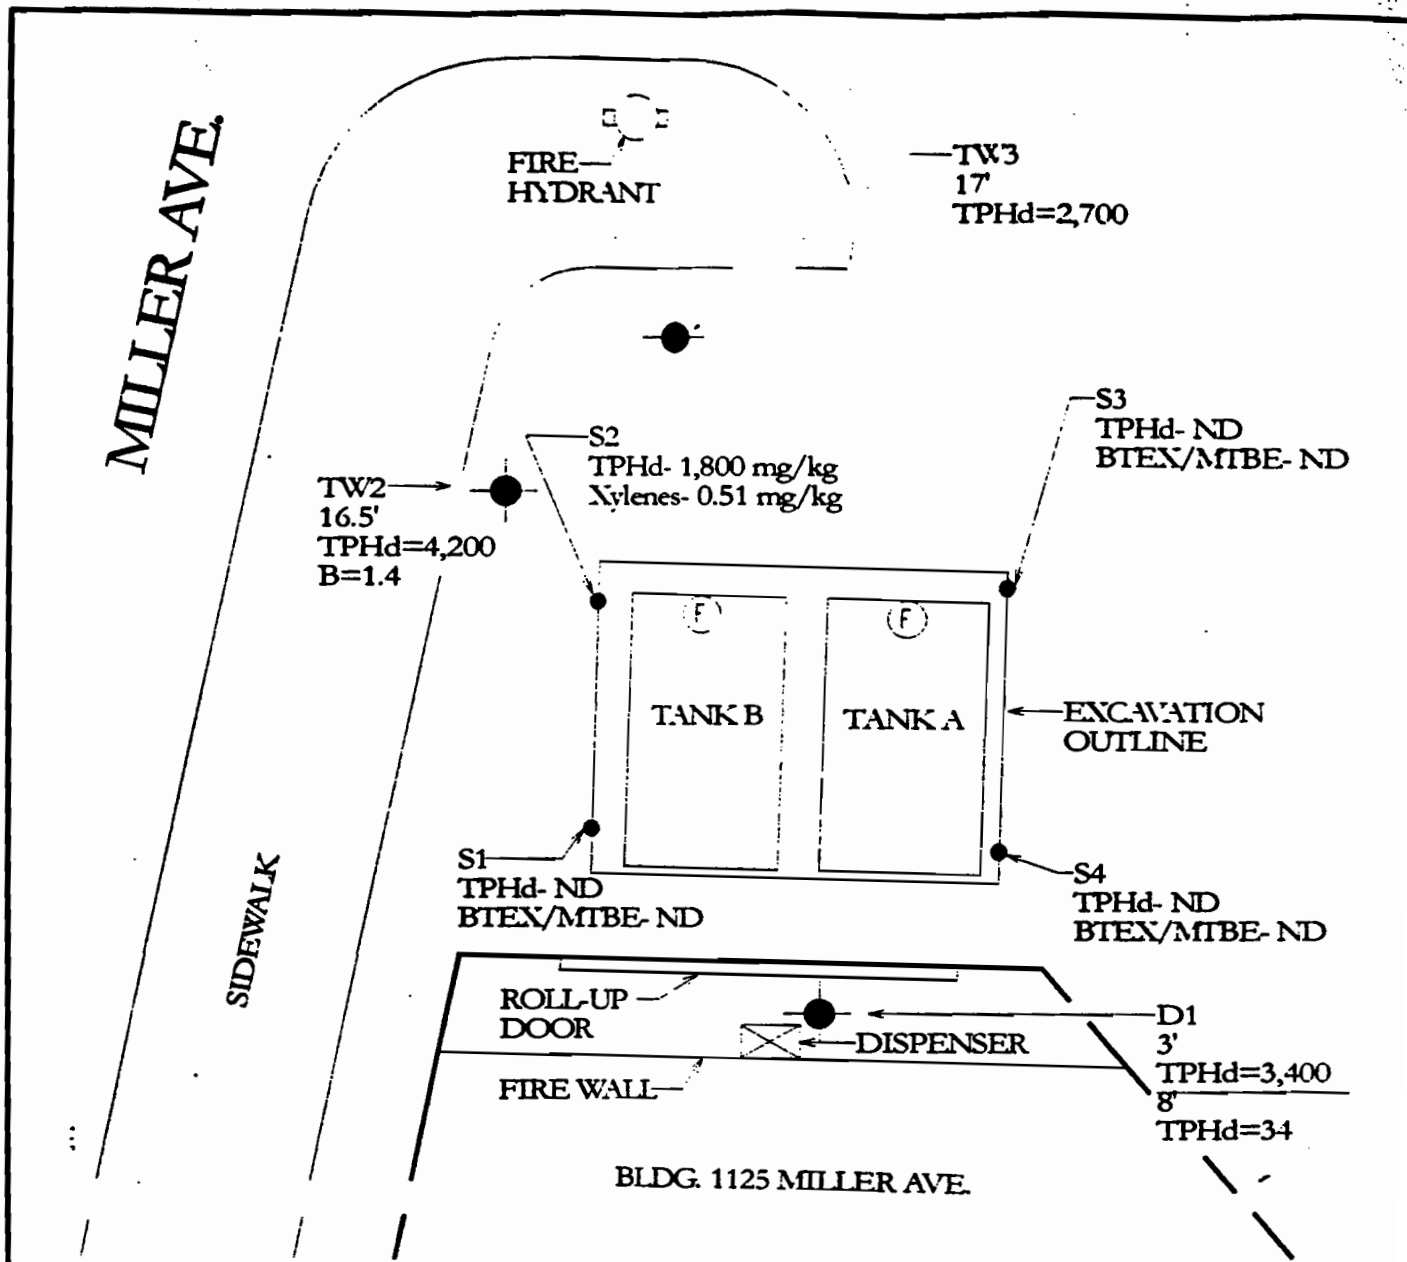 MILLER AVE.
FIRE
HYDRANT
TW3
17'
TPHd=2,700
S3
TPHd- ND
BTEX/MTBE- ND
S2
TPHd- 1,800 mg/kg
Xylenes- 0.51 mg/kg
TW2
16.5'
TPHd=4,200
B=1.4
F
F
TANK B
TANK A
EXCAVATION
OUTLINE
S1
TPHd- ND
BTEX/MTBE- ND
S4
TPHd- ND
BTEX/MTBE- ND
SIDEWALK
ROLL-UP
DOOR
DISPENSER
D1
3'
TPHd=3,400
8'
TPHd=34
FIRE WALL
BLDG. 1125 MILLER AVE.